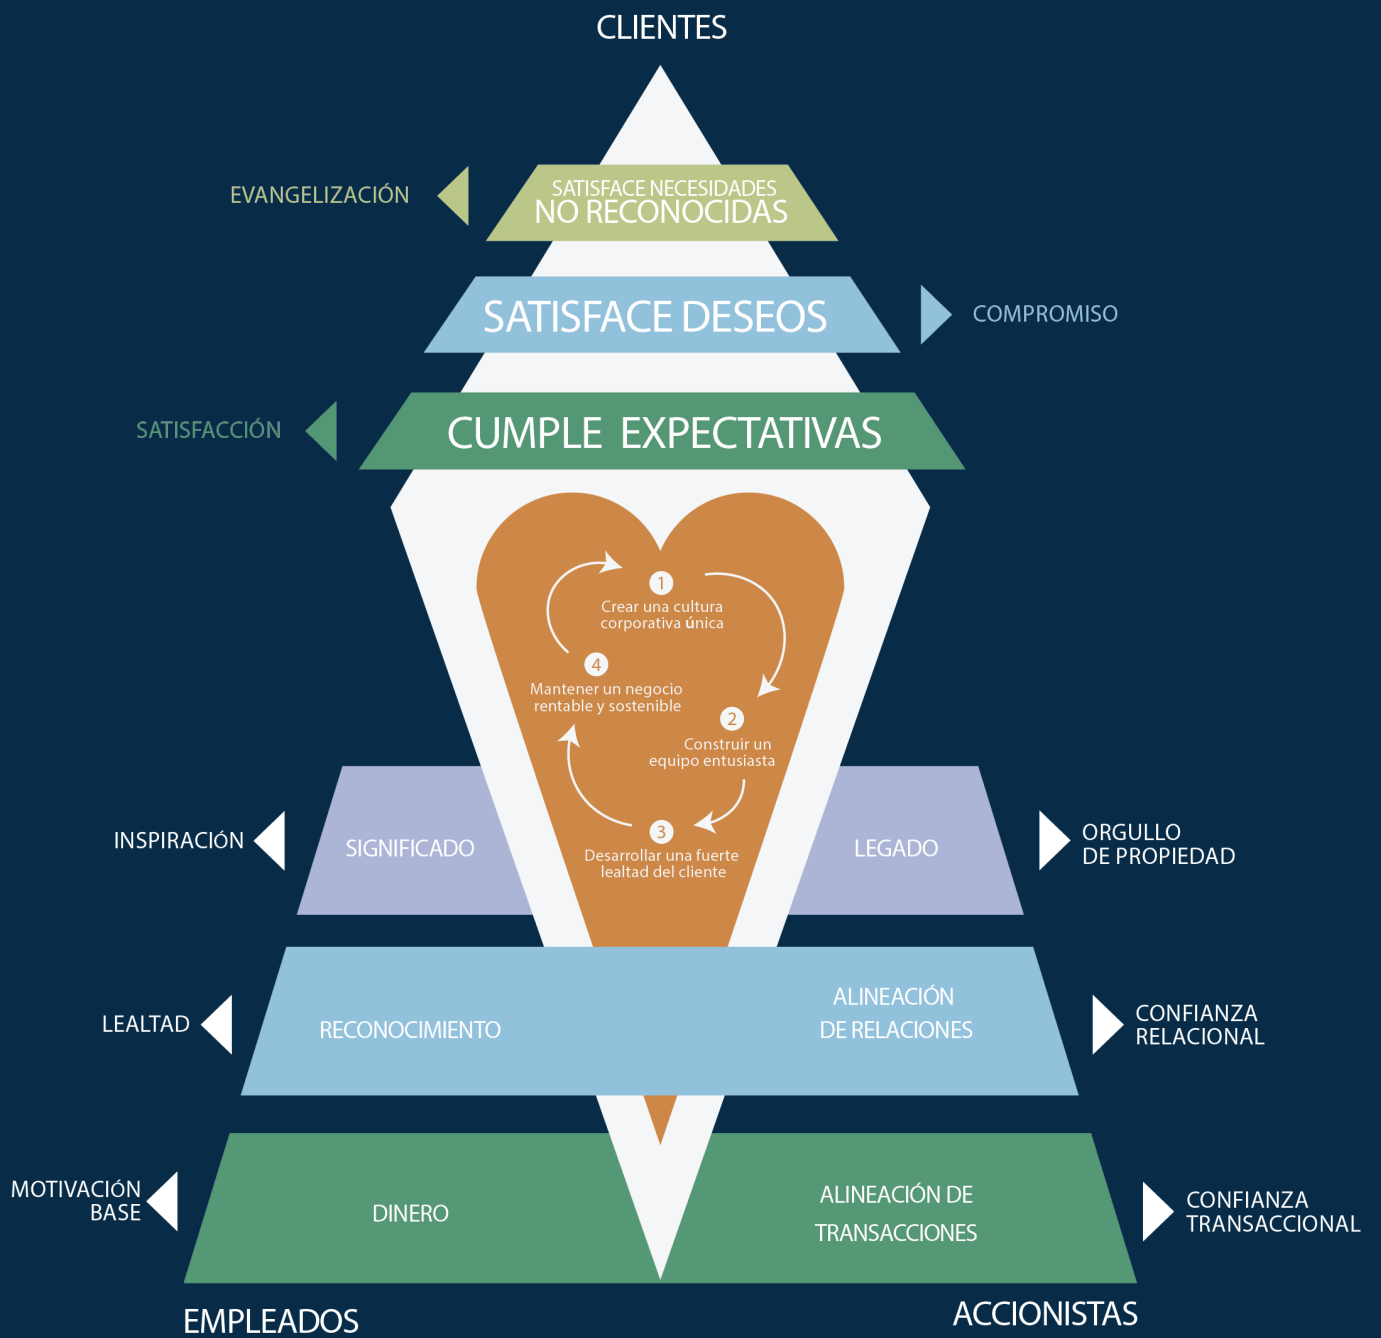 CLIENTES
EVANGELIZACIÓN
SATISFACE NECESIDADES
NO RECONOCIDAS
SATISFACE DESEOS
COMPROMISO
SATISFACCIÓN
CUMPLE EXPECTATIVAS
1
Crear una cultura
corporativa única
4
Mantener un negocio
rentable y sostenible
2
Construir un
equipo entusiasta
3
Desarrollar una fuerte
lealtad del cliente
INSPIRACIÓN
SIGNIFICADO
LEGADO
ORGULLO
DE PROPIEDAD
LEALTAD
RECONOCIMIENTO
ALINEACIÓN
DE RELACIONES
CONFIANZA
RELACIONAL
MOTIVACIÓN
BASE
DINERO
ALINEACIÓN DE
TRANSACCIONES
CONFIANZA
TRANSACCIONAL
EMPLEADOS
ACCIONISTAS